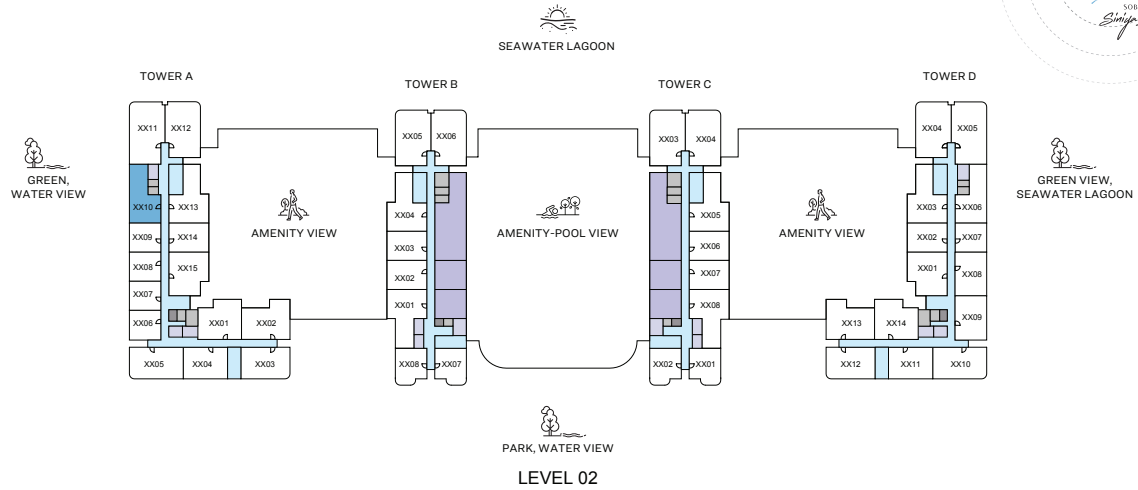 SOB
SEAWATER LAGOON
TOWER A
TOWER B
TOWER C
TOWER D
XX11 XX12
XX05 XX06
XX03 XX04
XX04 XX05
GREEN,
WATER VIEW
GREEN VIEW,
SEAWATER LAGOON
XX10 XX13
XX09 XX14
XX08 XX15
XX07
XX06 XX01 XX02
XX05 XX04 XX03
AMENITY VIEW
XX04
XX03
XX02
XX01
XX08 XX07
AMENITY-POOL VIEW
XX05
XX06
XX07
XX08
XX02 XX01
AMENITY VIEW
XX03 XX06
XX02 XX07
XX01 XX08
XX13 XX14 XX09
XX12 XX11 XX10
PARK, WATER VIEW
LEVEL 02